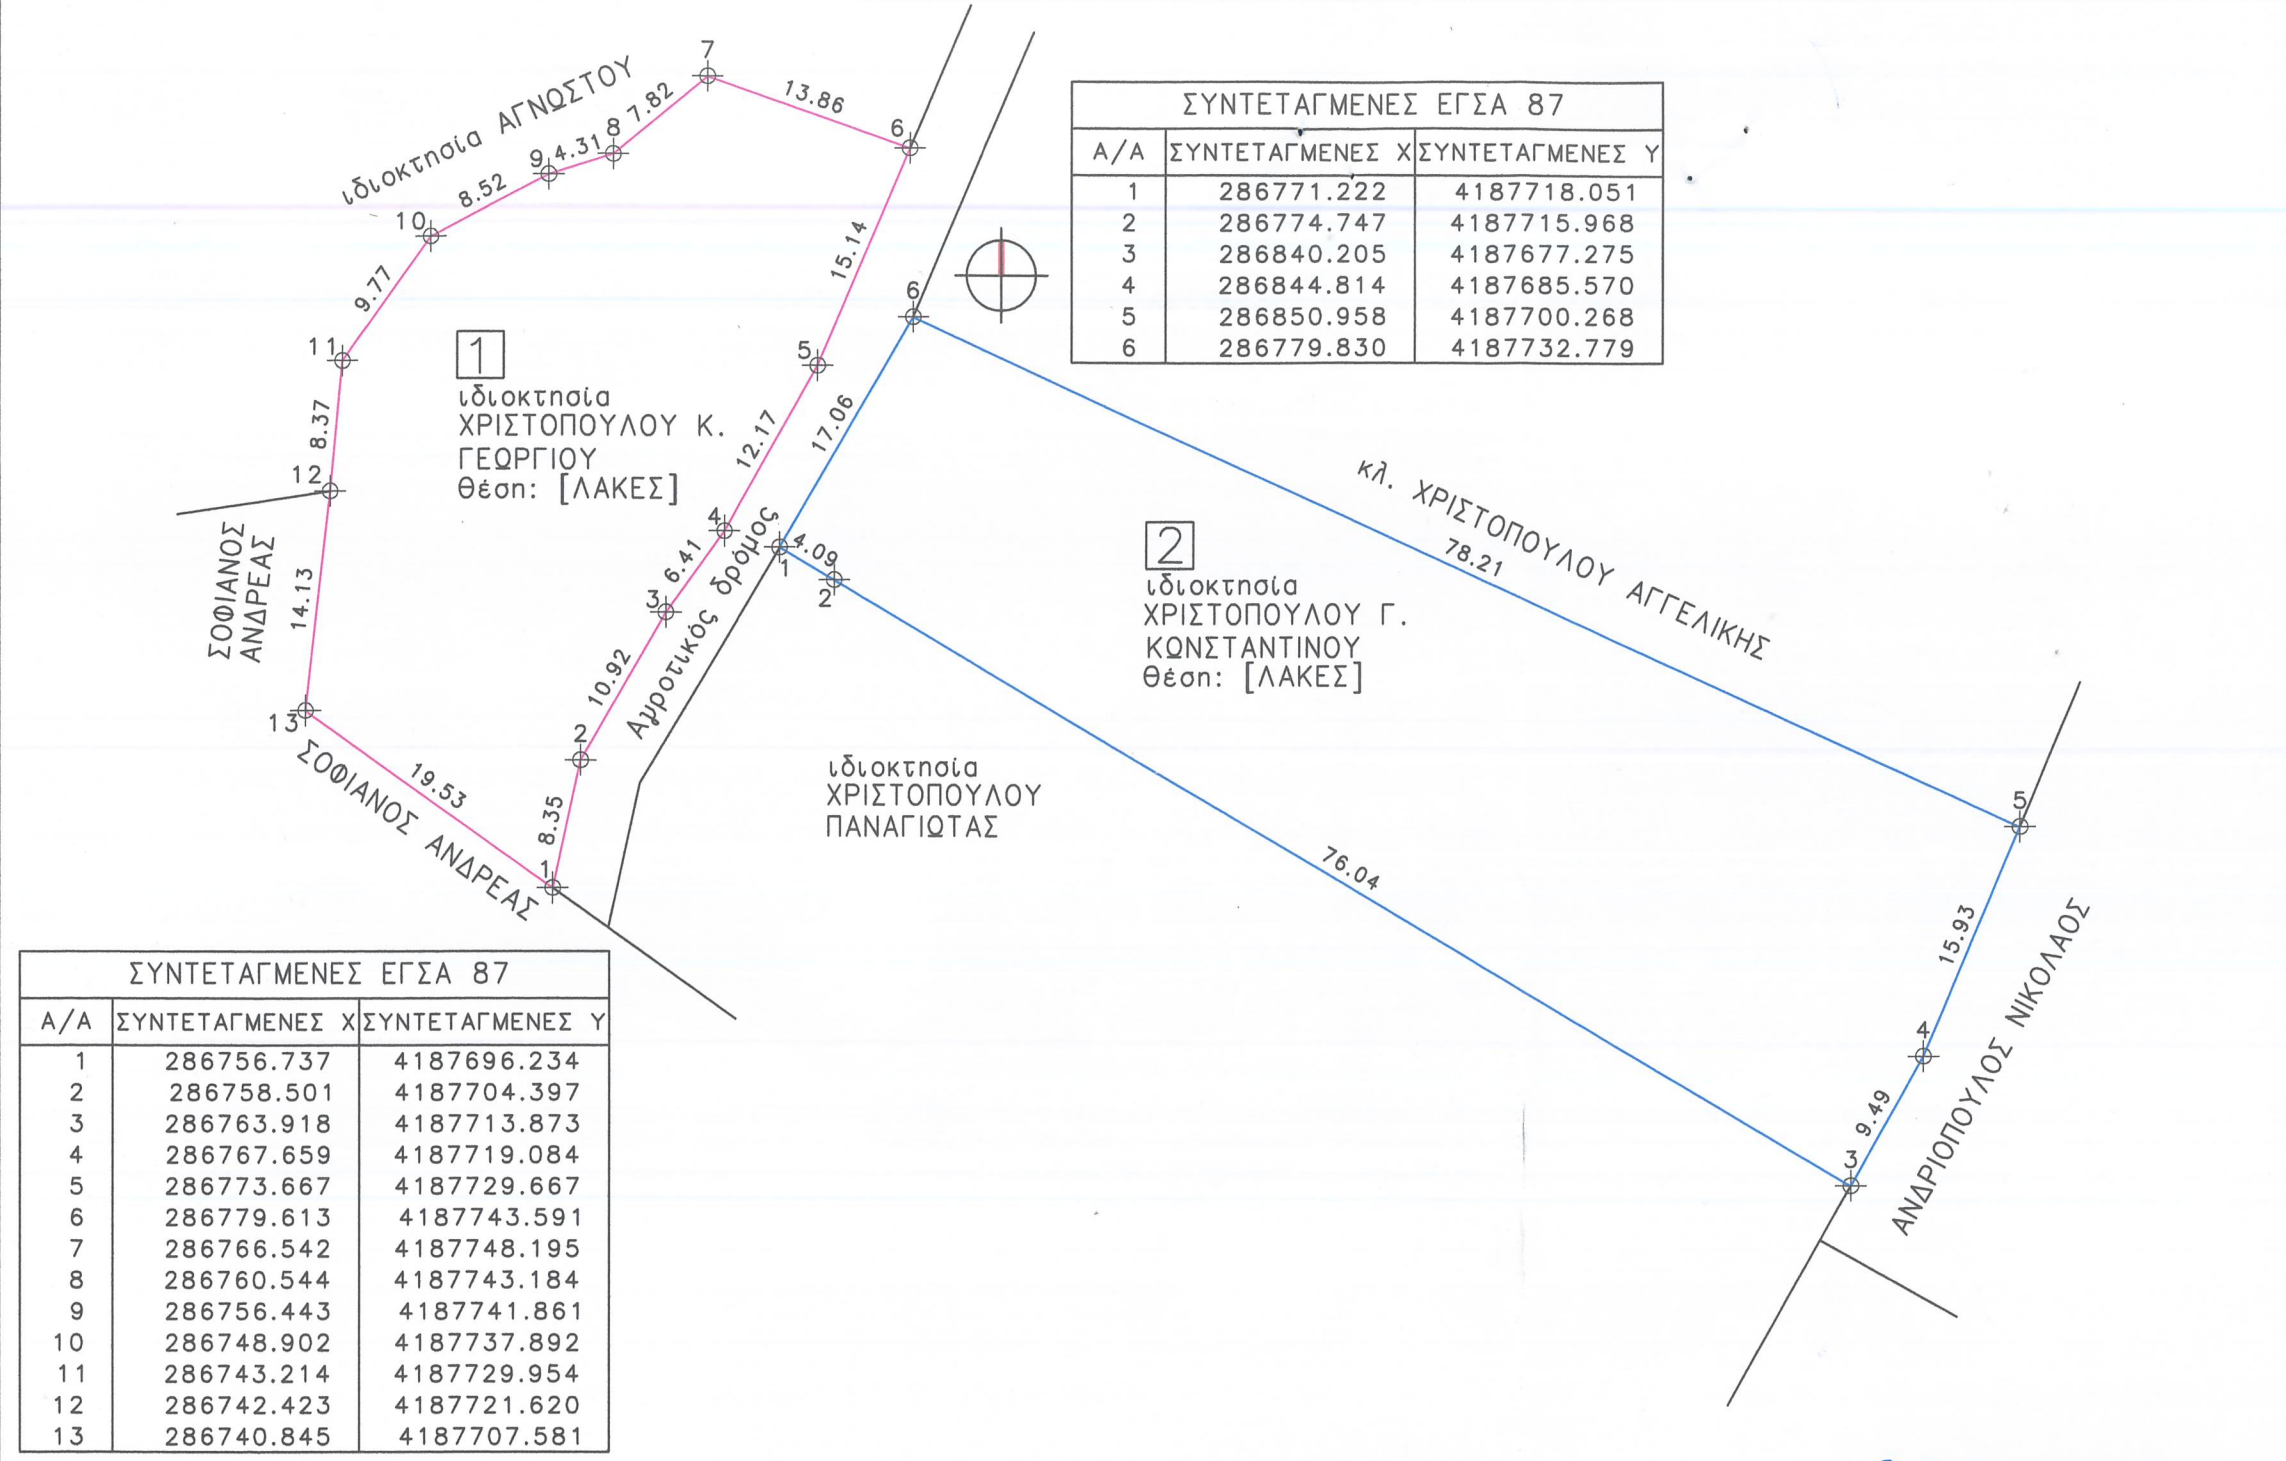 7
13.86
6
7.82
8
4.31
9
8.52
10
9.77
11
8.37
12
14.13
13
19.53
1
8.35
2
10.92
3
6.41
4
12.17
5
15.14
ιδιοκτησία ΑΓΝΩΣΤΟΥ
1
ιδιοκτησία
ΧΡΙΣΤΟΠΟΥΛΟΥ Κ.
ΓΕΩΡΓΙΟΥ
θέση: [ΛΑΚΕΣ]
ΣΟΦΙΑΝΟΣ
ΑΝΔΡΕΑΣ
ΣΟΦΙΑΝΟΣ ΑΝΔΡΕΑΣ
Αγροτικός δρόμος
ΣΥΝΤΕΤΑΓΜΕΝΕΣ ΕΓΣΑ 87
Α/Α ΣΥΝΤΕΤΑΓΜΕΝΕΣ Χ ΣΥΝΤΕΤΑΓΜΕΝΕΣ Υ
1 286771.222 4187718.051
2 286774.747 4187715.968
3 286840.205 4187677.275
4 286844.814 4187685.570
5 286850.958 4187700.268
6 286779.830 4187732.779
6
17.06
1
4.09
2
76.04
3
9.49
4
15.93
5
78.21
κλ. ΧΡΙΣΤΟΠΟΥΛΟΥ ΑΓΓΕΛΙΚΗΣ
2
ιδιοκτησία
ΧΡΙΣΤΟΠΟΥΛΟΥ Γ.
ΚΩΝΣΤΑΝΤΙΝΟΥ
θέση: [ΛΑΚΕΣ]
ιδιοκτησία
ΧΡΙΣΤΟΠΟΥΛΟΥ
ΠΑΝΑΓΙΩΤΑΣ
ΑΝΔΡΙΟΠΟΥΛΟΣ ΝΙΚΟΛΑΟΣ
ΣΥΝΤΕΤΑΓΜΕΝΕΣ ΕΓΣΑ 87
Α/Α ΣΥΝΤΕΤΑΓΜΕΝΕΣ Χ ΣΥΝΤΕΤΑΓΜΕΝΕΣ Υ
1 286756.737 4187696.234
2 286758.501 4187704.397
3 286763.918 4187713.873
4 286767.659 4187719.084
5 286773.667 4187729.667
6 286779.613 4187743.591
7 286766.542 4187748.195
8 286760.544 4187743.184
9 286756.443 4187741.861
10 286748.902 4187737.892
11 286743.214 4187729.954
12 286742.423 4187721.620
13 286740.845 4187707.581